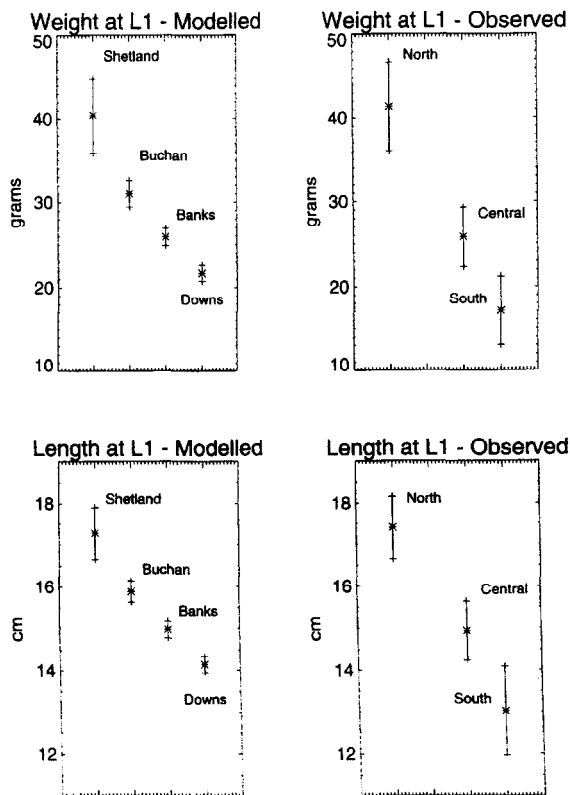 Weight at L1 - Modelled
50
40
30
20
10
grams
Shetland
Buchan
Banks
Downs
Weight at L1 - Observed
50
40
30
20
10
grams
North
Central
South
Length at L1 - Modelled
18
16
14
12
cm
Shetland
Buchan
Banks
Downs
Length at L1 - Observed
18
16
14
12
cm
North
Central
South